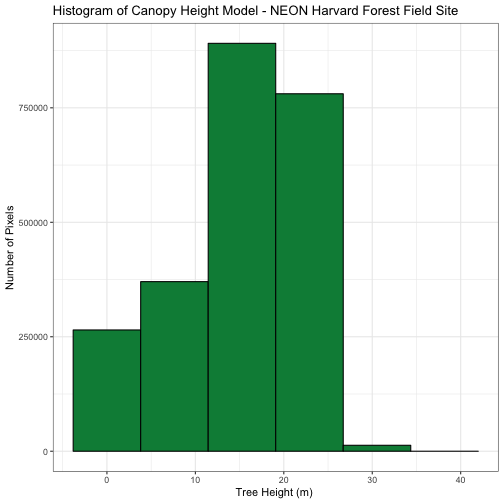 Histogram of Canopy Height Model - NEON Harvard Forest Field Site
Number of Pixels
750000
500000
250000
0
0 10 20 30 40
Tree Height (m)